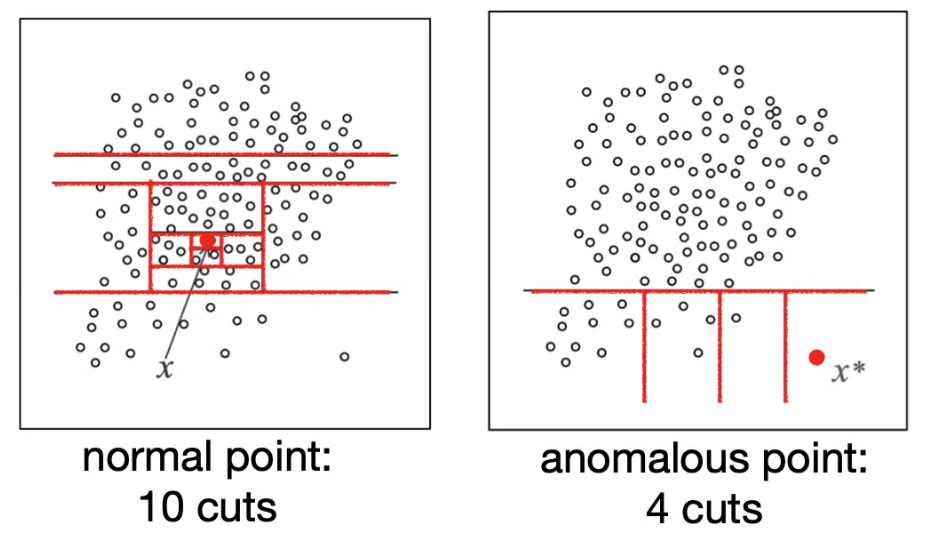 x
x*
normal point:
10 cuts
anomalous point:
4 cuts